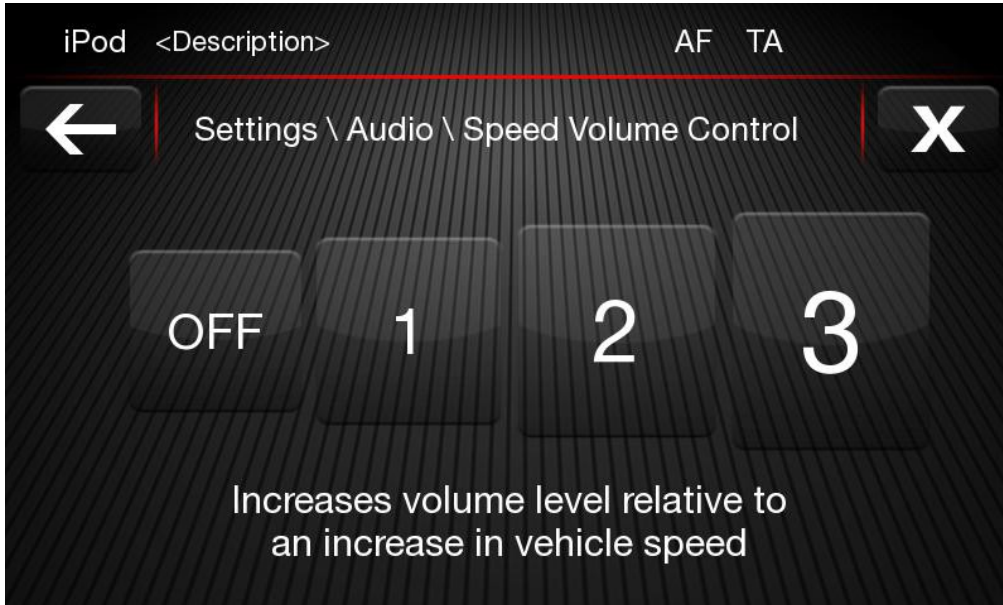 iPod <Description> AF TA
← Settings \ Audio \ Speed Volume Control X
OFF 1 2 3
Increases volume level relative to
an increase in vehicle speed